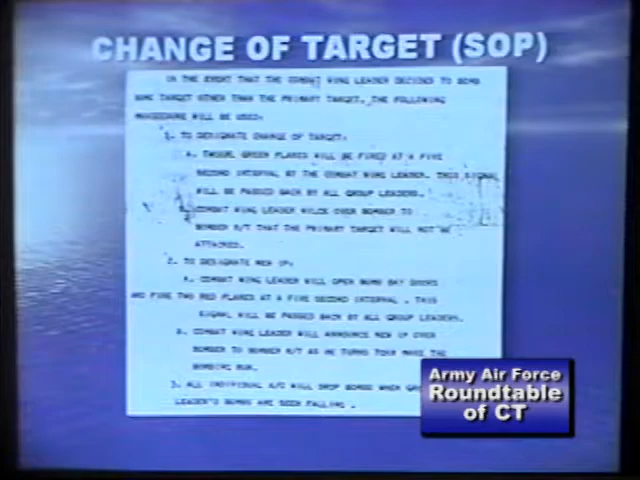 CHANGE OF TARGET (SOP)
IN THE EVENT THAT THE COMBAT WING LEADER DECIDES TO BOMB
SOME TARGET OTHER THAN THE PRIMARY TARGET, THE FOLLOWING
PROCEDURE WILL BE USED:
1. TO DESIGNATE CHANGE OF TARGET:
A. GREEN FLARES WILL BE FIRED AT A FIVE
SECOND INTERVAL BY THE COMBAT WING LEADER. THIS SIGNAL
WILL BE PASSED BACK BY ALL GROUP LEADERS.
COMBAT WING LEADER OVER BOMBER TO
BOMBER R/T THAT THE PRIMARY TARGET WILL NOT BE
ATTACKED.
2. TO DESIGNATE
A. COMBAT WING LEADER WILL OPEN BOMB BAY DOORS
AND FIRE TWO RED FLARES AT A FIVE SECOND INTERVAL . THIS
SIGNAL WILL BE PASSED BACK BY ALL GROUP LEADERS.
B. COMBAT WING LEADER WILL ANNOUNCE OVER
BOMBER TO BOMBER R/T AS HE TURNS MAKE THE
BOMBING RUN.
3. ALL INDIVIDUAL A/C WILL DROP BOMBS WHEN
LEADER'S BOMBS ARE SEEN FALLING .
Army Air Force
Roundtable
of CT